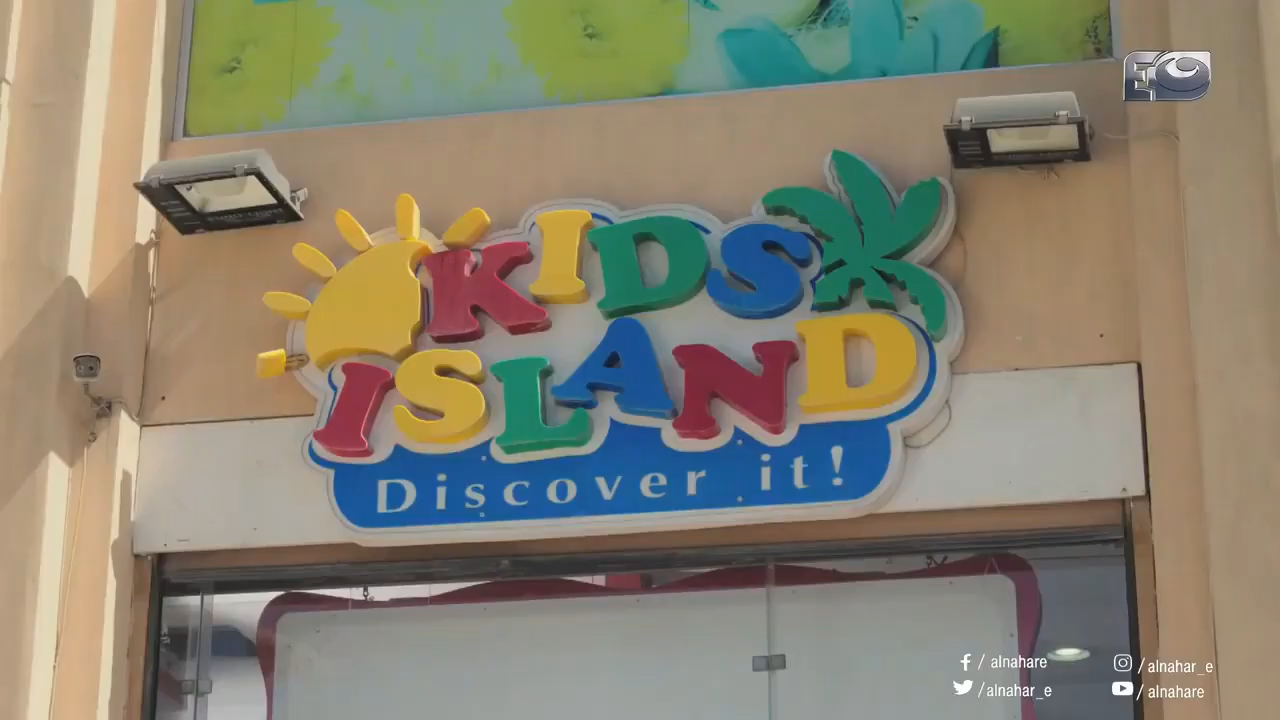 KIDS
ISLAND
Discover it!
/ alnahare
/alnahar_e
/alnahar_e
/alnahare